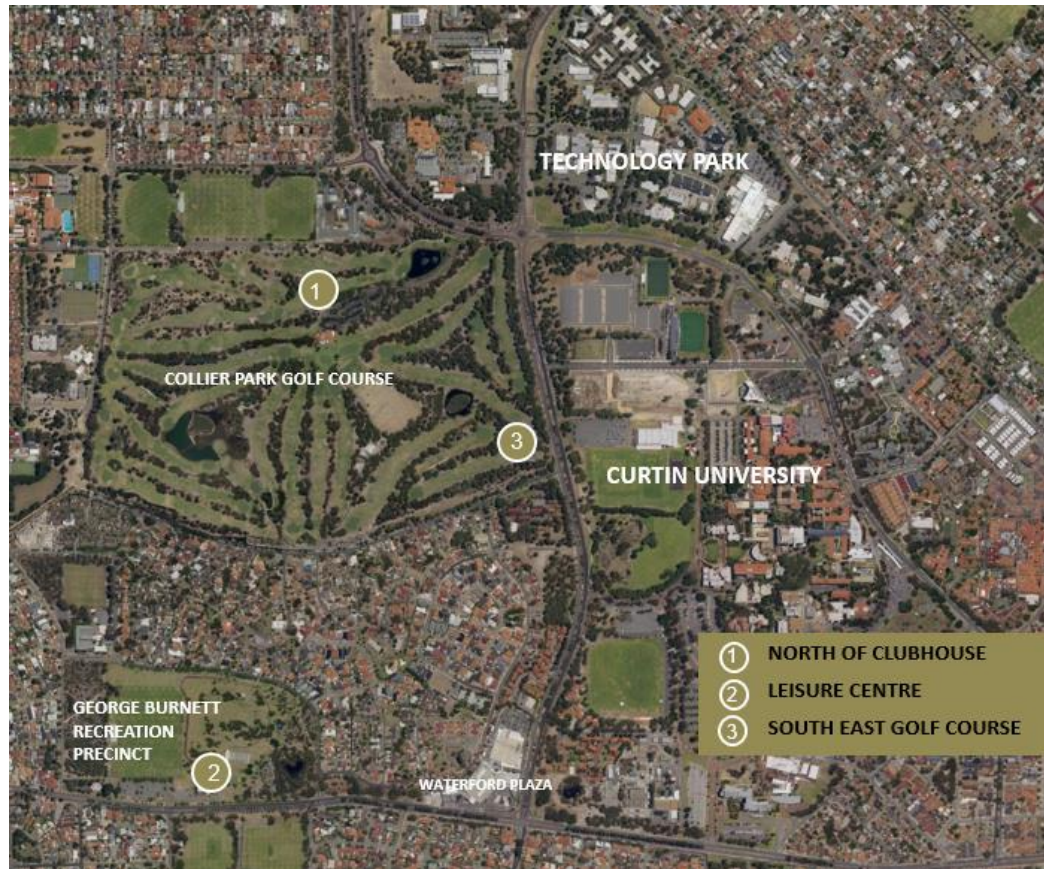 TECHNOLOGY PARK
1
COLLIER PARK GOLF COURSE
3
CURTIN UNIVERSITY
1 NORTH OF CLUBHOUSE
2 LEISURE CENTRE
3 SOUTH EAST GOLF COURSE
GEORGE BURNETT
RECREATION
PRECINCT
2
WATERFORD PLAZA